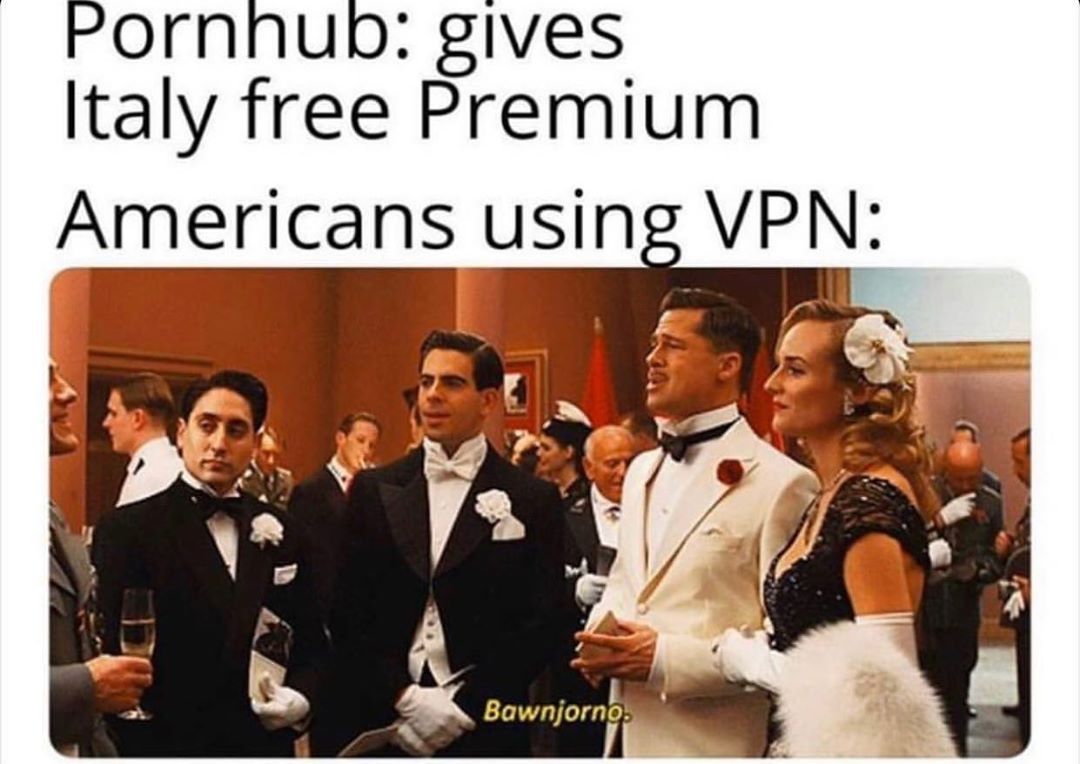 Pornhub: gives
Italy free Premium
Americans using VPN:
Bawnjorno.